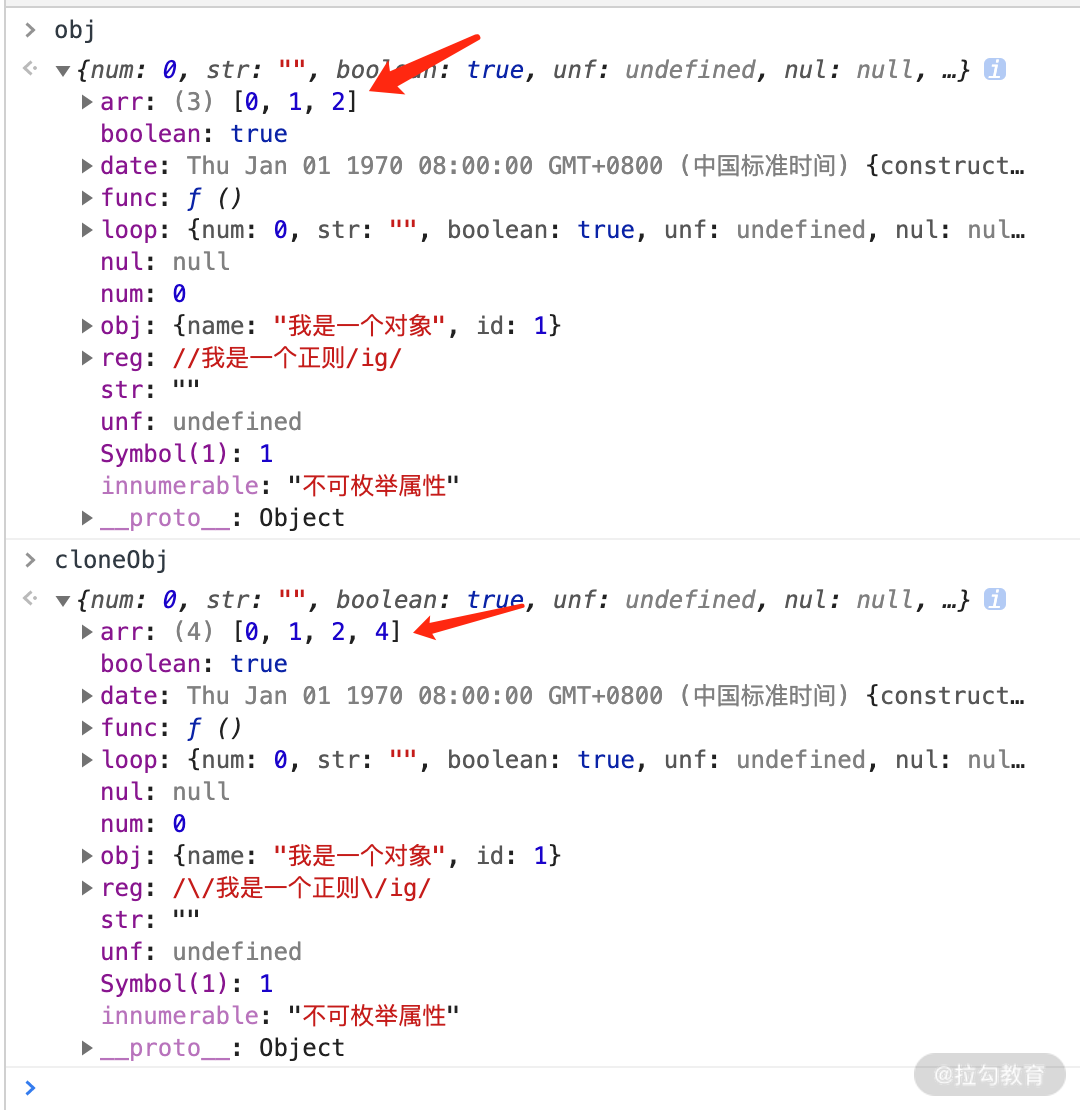 > obj
{num: 0, str: "", boolean: true, unf: undefined, nul: null, …} i
arr: (3) [0, 1, 2]
boolean: true
date: Thu Jan 01 1970 08:00:00 GMT+0800 (中国标准时间) {construct…
func: ƒ ()
loop: {num: 0, str: "", boolean: true, unf: undefined, nul: nul…
nul: null
num: 0
obj: {name: "我是一个对象", id: 1}
reg: //我是一个正则/ig/
str: ""
unf: undefined
Symbol(1): 1
innumerable: "不可枚举属性"
__proto__: Object
> cloneObj
{num: 0, str: "", boolean: true, unf: undefined, nul: null, …} i
arr: (4) [0, 1, 2, 4]
boolean: true
date: Thu Jan 01 1970 08:00:00 GMT+0800 (中国标准时间) {construct…
func: ƒ ()
loop: {num: 0, str: "", boolean: true, unf: undefined, nul: nul…
nul: null
num: 0
obj: {name: "我是一个对象", id: 1}
reg: /\/我是一个正则\/ig/
str: ""
unf: undefined
Symbol(1): 1
innumerable: "不可枚举属性"
__proto__: Object
>
@拉勾教育